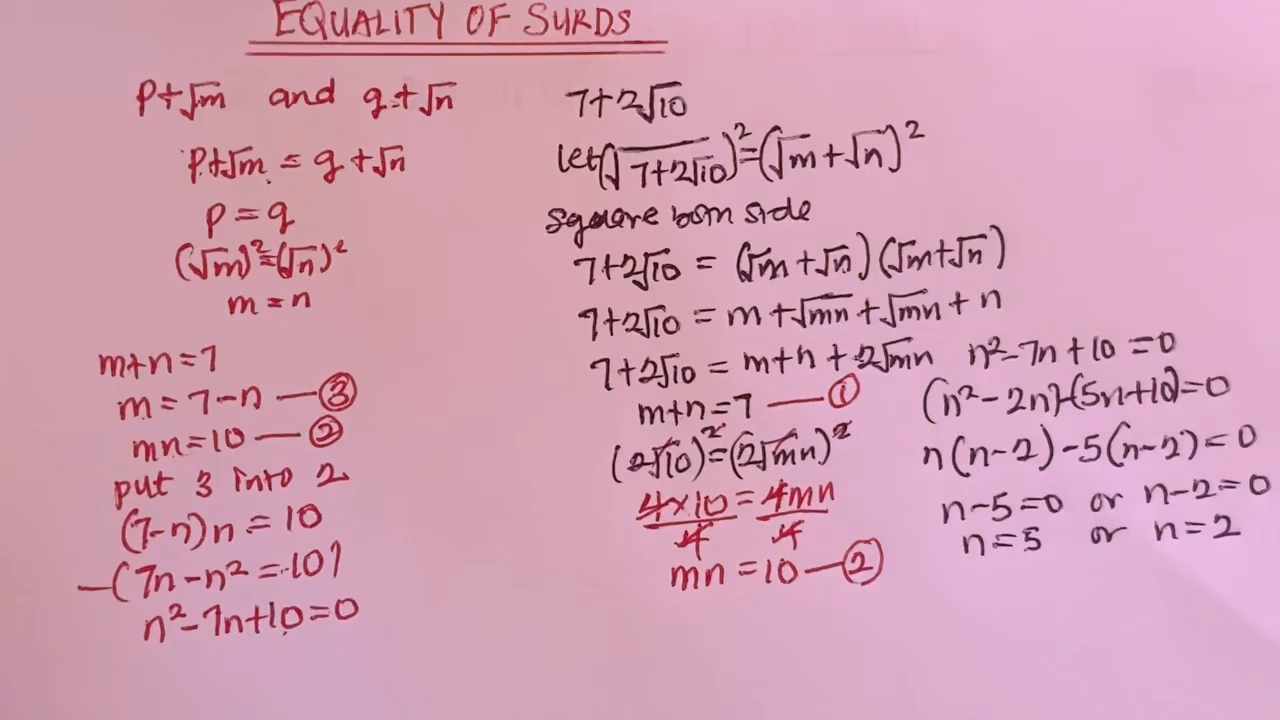 EQUALITY OF SURDS
p+√m and q+√n
p+√m = q+√n
p = q
(√m)²=(√n)²
m = n
m+n=7
m = 7-n — ③
mn=10 — ②
put 3 into 2
(7-n)n = 10
-(7n-n²=-10)
n²-7n+10=0
7+2√10
let(√7+2√10)²=(√m+√n)²
square both side
7+2√10 = (√m+√n)(√m+√n)
7+2√10 = m+√mn+√mn+n
7+2√10 = m+n+2√mn
m+n=7 — ①
(2√10)²=(2√mn)²
4×10 = 4mn
4 4
mn=10 — ②
n²-7n+10=0
(n²-2n)-(5n+10)=0
n(n-2)-5(n-2)=0
n-5=0 or n-2=0
n=5 or n=2